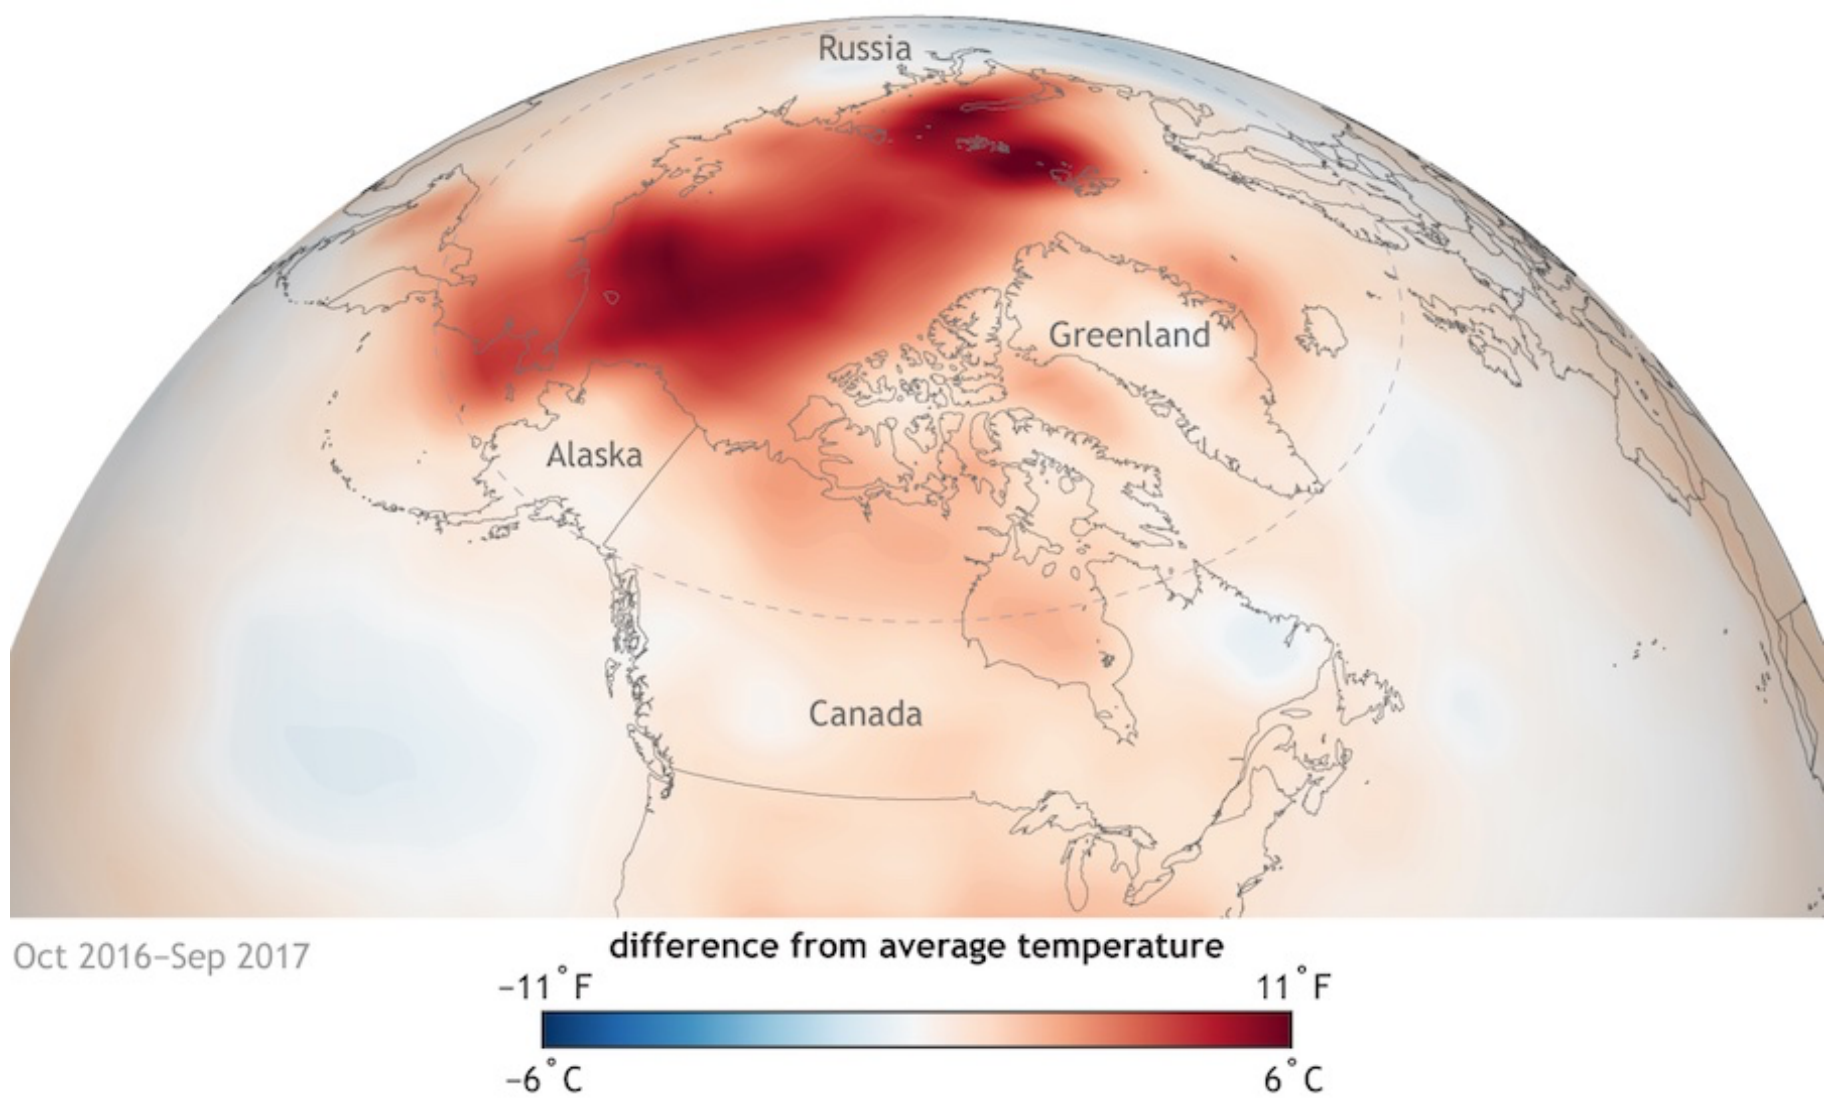 Russia
Greenland
Alaska
Canada
Oct 2016–Sep 2017
difference from average temperature
−11°F
11°F
−6°C
6°C